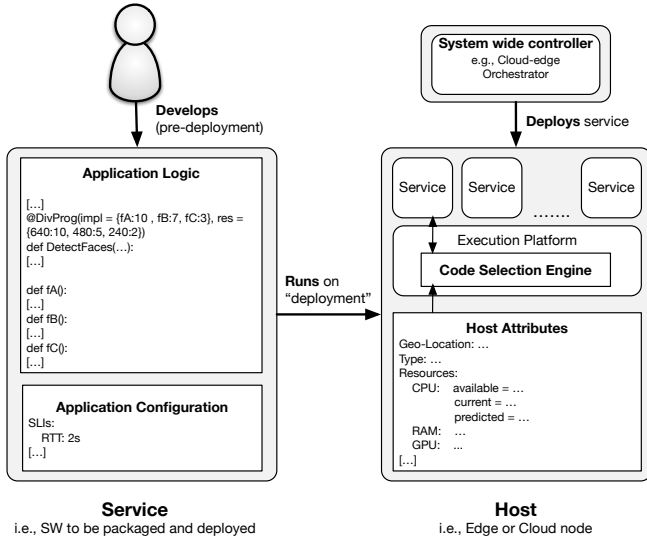 Develops
(pre-deployment)
Application Logic
[…]
@DivProg(impl = {fA:10 , fB:7, fC:3}, res =
{640:10, 480:5, 240:2})
def DetectFaces(…):
[…]
def fA():
[…]
def fB():
[…]
def fC():
[…]
Application Configuration
SLIs:
RTT: 2s
[…]
Service
i.e., SW to be packaged and deployed
Runs on
“deployment”
System wide controller
e.g., Cloud-edge
Orchestrator
Deploys service
Service
Service
.......
Service
Execution Platform
Code Selection Engine
Host Attributes
Geo-Location: …
Type: …
Resources:
CPU: available = …
current = …
predicted = …
RAM: …
GPU: ...
[…]
Host
i.e., Edge or Cloud node